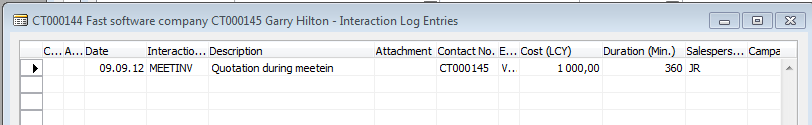 CT000144 Fast software company CT000145 Garry Hilton - Interaction Log Entries
C... A... Date Interactio... Description Attachment Contact No. E... Cost (LCY) Duration (Min.) Salespers... Campa
09.09.12 MEETINV Quotation during meetein CT000145 V... 1 000,00 360 JR